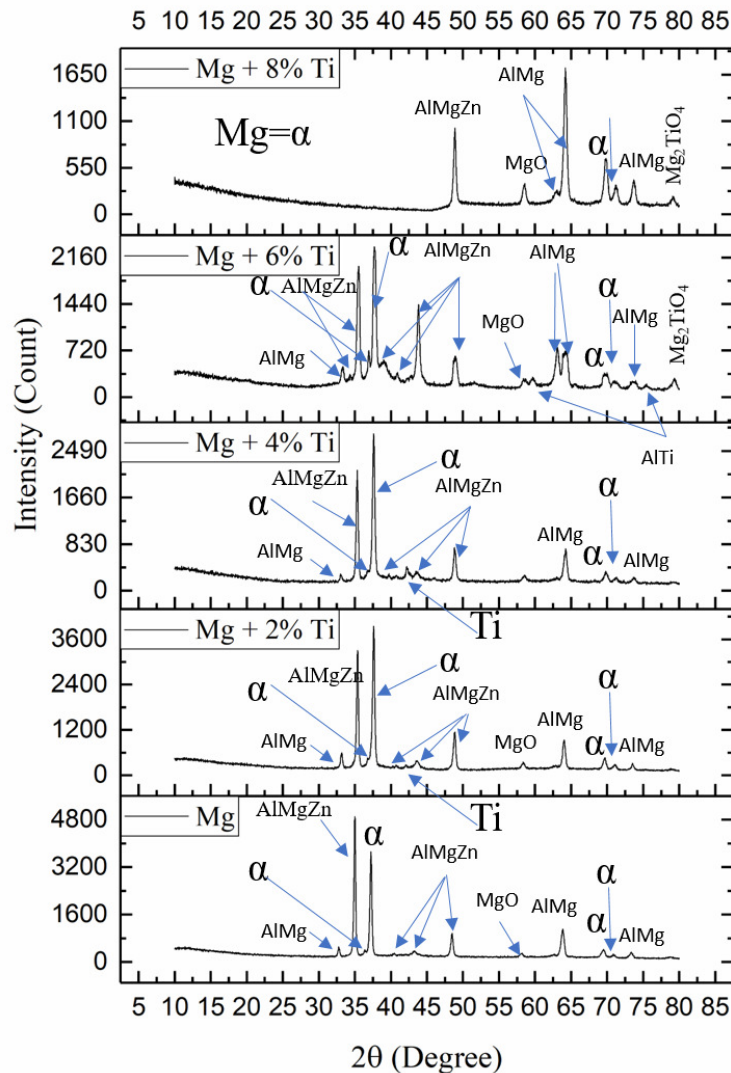 5 10 15 20 25 30 35 40 45 50 55 60 65 70 75 80 85
Mg + 8% Ti
1650
1100
550
0
Mg=α
AlMgZn
AlMg
MgO
α
AlMg
Mg₂TiO₄
Mg + 6% Ti
2160
1440
720
0
α
AlMgZn
AlMg
α
AlMgZn
MgO
AlMg
α
α
AlMg
Mg₂TiO₄
AlTi
Intensity (Count)
Mg + 4% Ti
2490
1660
830
0
AlMgZn
α
AlMg
α
AlMgZn
Ti
AlMg
α
α
AlMg
Mg + 2% Ti
3600
2400
1200
0
AlMgZn
α
AlMg
α
AlMgZn
Ti
MgO
AlMg
α
α
AlMg
Mg
4800
3200
1600
0
AlMgZn
α
AlMg
α
AlMgZn
MgO
AlMg
α
α
AlMg
5 10 15 20 25 30 35 40 45 50 55 60 65 70 75 80 85
2θ (Degree)